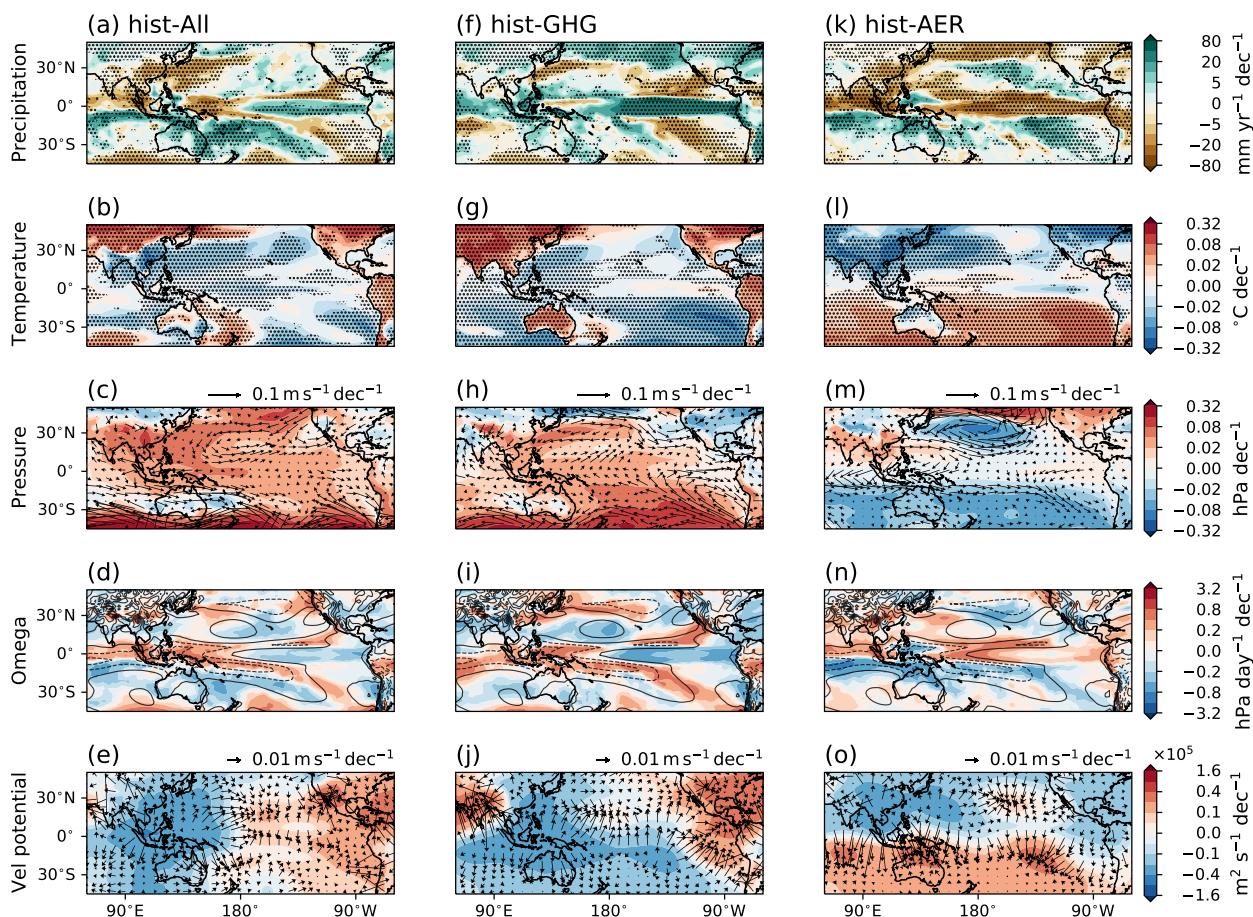 (a) hist-All
(f) hist-GHG
(k) hist-AER
Precipitation
30°N
0°
30°S
80
20
5
0
−5
−20
−80
mm yr⁻¹ dec⁻¹
(b)
(g)
(l)
Temperature
30°N
0°
30°S
0.32
0.08
0.02
0.00
−0.02
−0.08
−0.32
°C dec⁻¹
(c)
0.1 m s⁻¹ dec⁻¹
(h)
0.1 m s⁻¹ dec⁻¹
(m)
0.1 m s⁻¹ dec⁻¹
Pressure
30°N
0°
30°S
0.32
0.08
0.02
0.00
−0.02
−0.08
−0.32
hPa dec⁻¹
(d)
(i)
(n)
Omega
30°N
0°
30°S
3.2
0.8
0.2
0.0
−0.2
−0.8
−3.2
hPa day⁻¹ dec⁻¹
(e)
0.01 m s⁻¹ dec⁻¹
(j)
0.01 m s⁻¹ dec⁻¹
(o)
0.01 m s⁻¹ dec⁻¹
×10⁵
Vel potential
30°N
0°
30°S
1.6
0.4
0.1
0.0
−0.1
−0.4
−1.6
m² s⁻¹ dec⁻¹
90°E
180°
90°W
90°E
180°
90°W
90°E
180°
90°W